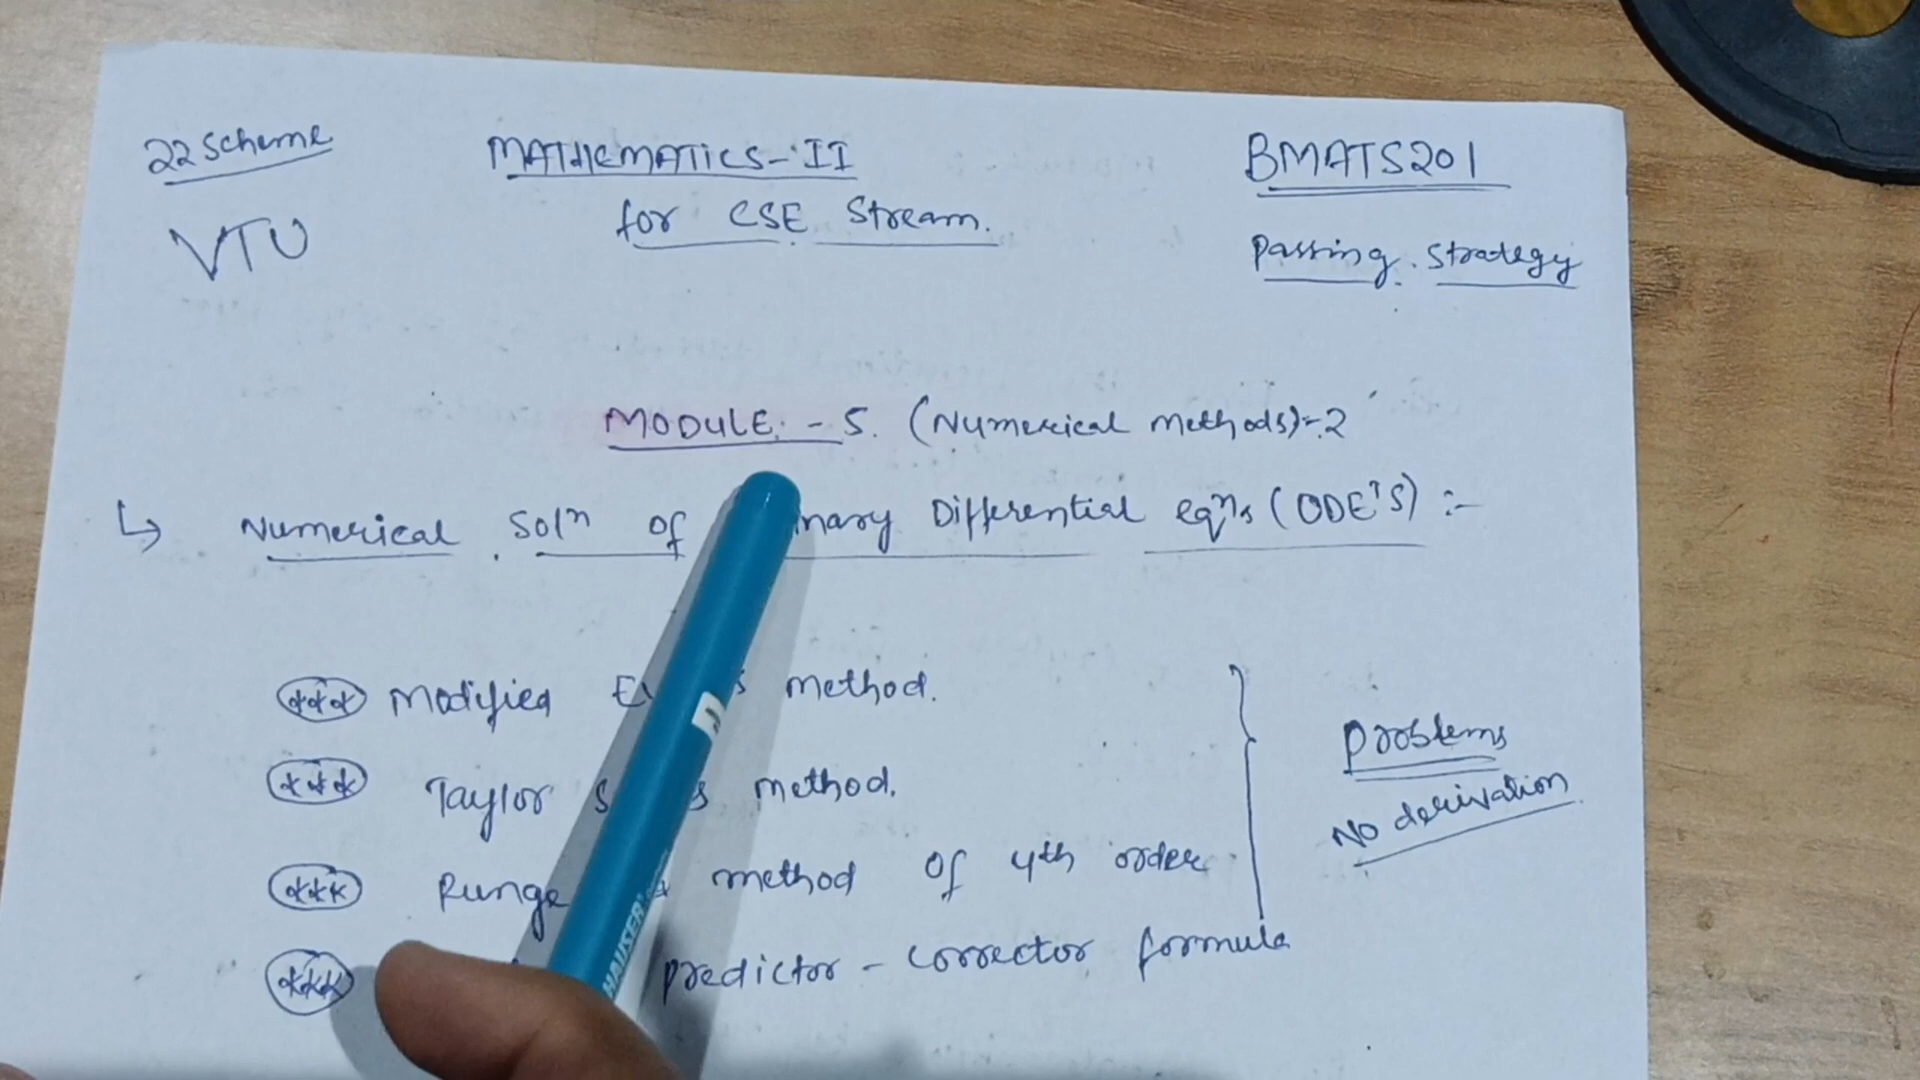 22 Scheme
MATHEMATICS-II
BMATS201
VTU
for CSE Stream.
Passing Strategy
MODULE - 5. (Numerical Methods)-2
↳ Numerical Solⁿ of Differential eqⁿs (ODE'S) :-
*** Modified method.
*** Taylor method.
*** Runge method of 4th order
*** predictor - corrector formula
Problems
No derivation
HAUSER